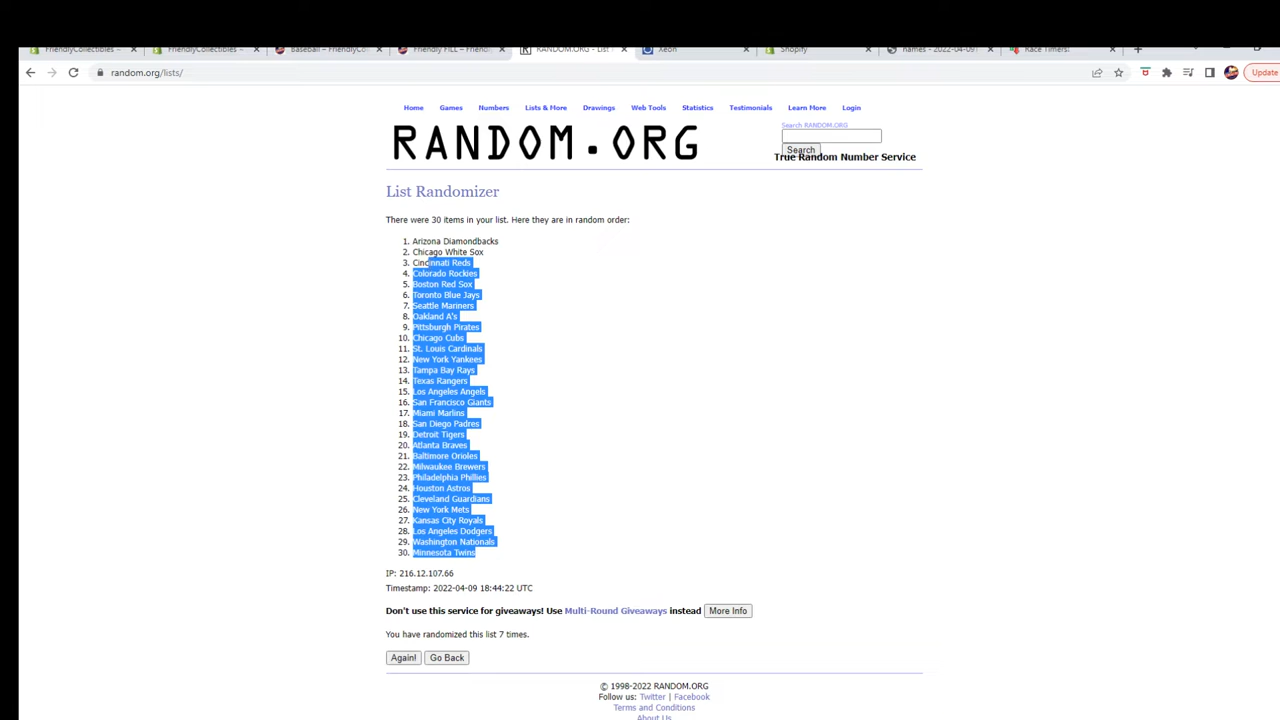 FriendlyCollectibles -
FriendlyCollectibles -
Baseball – FriendlyCo
Friendly FILL – Friend
RANDOM.ORG - List
Xeon
Shopify
names - 2022-04-09
Race Timers!
random.org/lists/
Update
Home Games Numbers Lists & More Drawings Web Tools Statistics Testimonials Learn More Login
RANDOM.ORG
Search RANDOM.ORG
Search
True Random Number Service
List Randomizer
There were 30 items in your list. Here they are in random order:
1. Arizona Diamondbacks
2. Chicago White Sox
3. Cincinnati Reds
4. Colorado Rockies
5. Boston Red Sox
6. Toronto Blue Jays
7. Seattle Mariners
8. Oakland A's
9. Pittsburgh Pirates
10. Chicago Cubs
11. St. Louis Cardinals
12. New York Yankees
13. Tampa Bay Rays
14. Texas Rangers
15. Los Angeles Angels
16. San Francisco Giants
17. Miami Marlins
18. San Diego Padres
19. Detroit Tigers
20. Atlanta Braves
21. Baltimore Orioles
22. Milwaukee Brewers
23. Philadelphia Phillies
24. Houston Astros
25. Cleveland Guardians
26. New York Mets
27. Kansas City Royals
28. Los Angeles Dodgers
29. Washington Nationals
30. Minnesota Twins
IP: 216.12.107.66
Timestamp: 2022-04-09 18:44:22 UTC
Don't use this service for giveaways! Use Multi-Round Giveaways instead More Info
You have randomized this list 7 times.
Again! Go Back
© 1998-2022 RANDOM.ORG
Follow us: Twitter | Facebook
Terms and Conditions
About Us